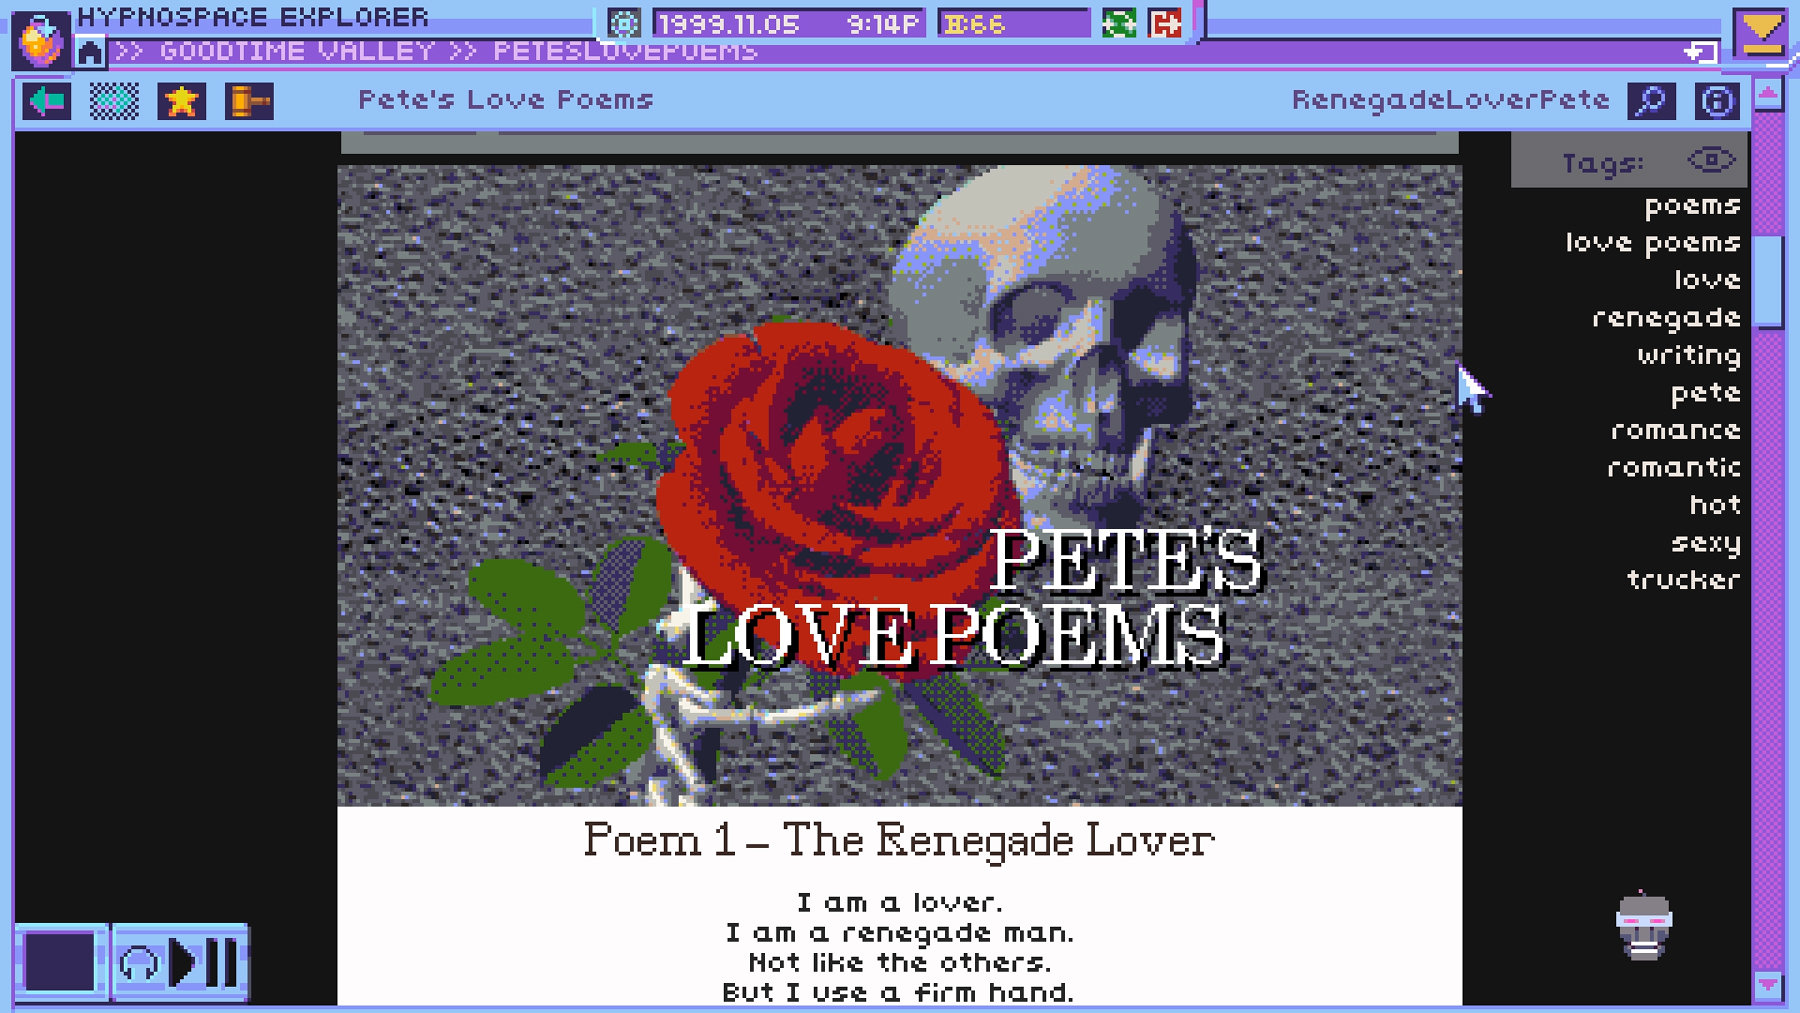 HYPNOSPACE EXPLORER
1999.11.05 9:14P
66
>> GOODTIME VALLEY >> PETESLOVEPOEMS
Pete's Love Poems
RenegadeLoverPete
Tags:
poems
love poems
love
renegade
writing
pete
romance
romantic
hot
sexy
trucker
PETE'S
LOVE POEMS
Poem 1 – The Renegade Lover
I am a lover.
I am a renegade man.
Not like the others.
But I use a firm hand.